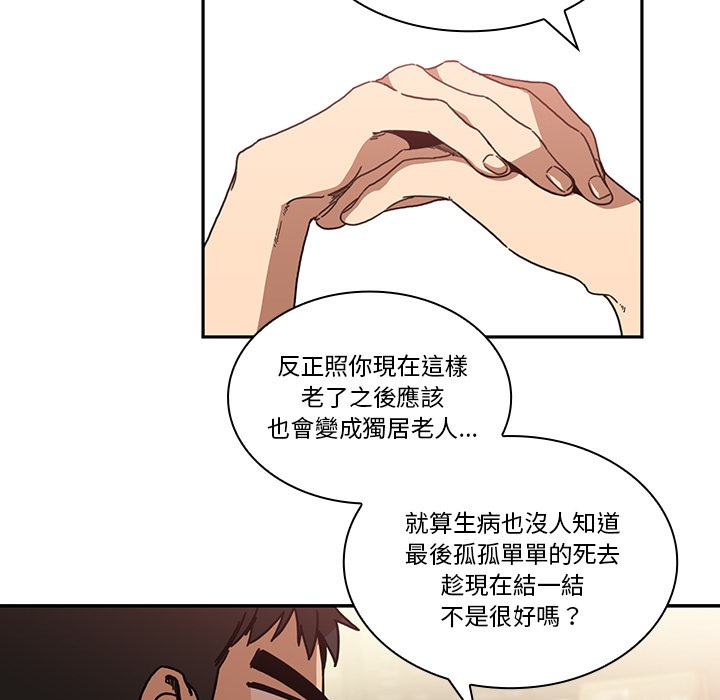 反正照你現在這樣
老了之後應該
也會變成獨居老人...
就算生病也沒人知道
最後孤孤單單的死去
趁現在結一結
不是很好嗎？